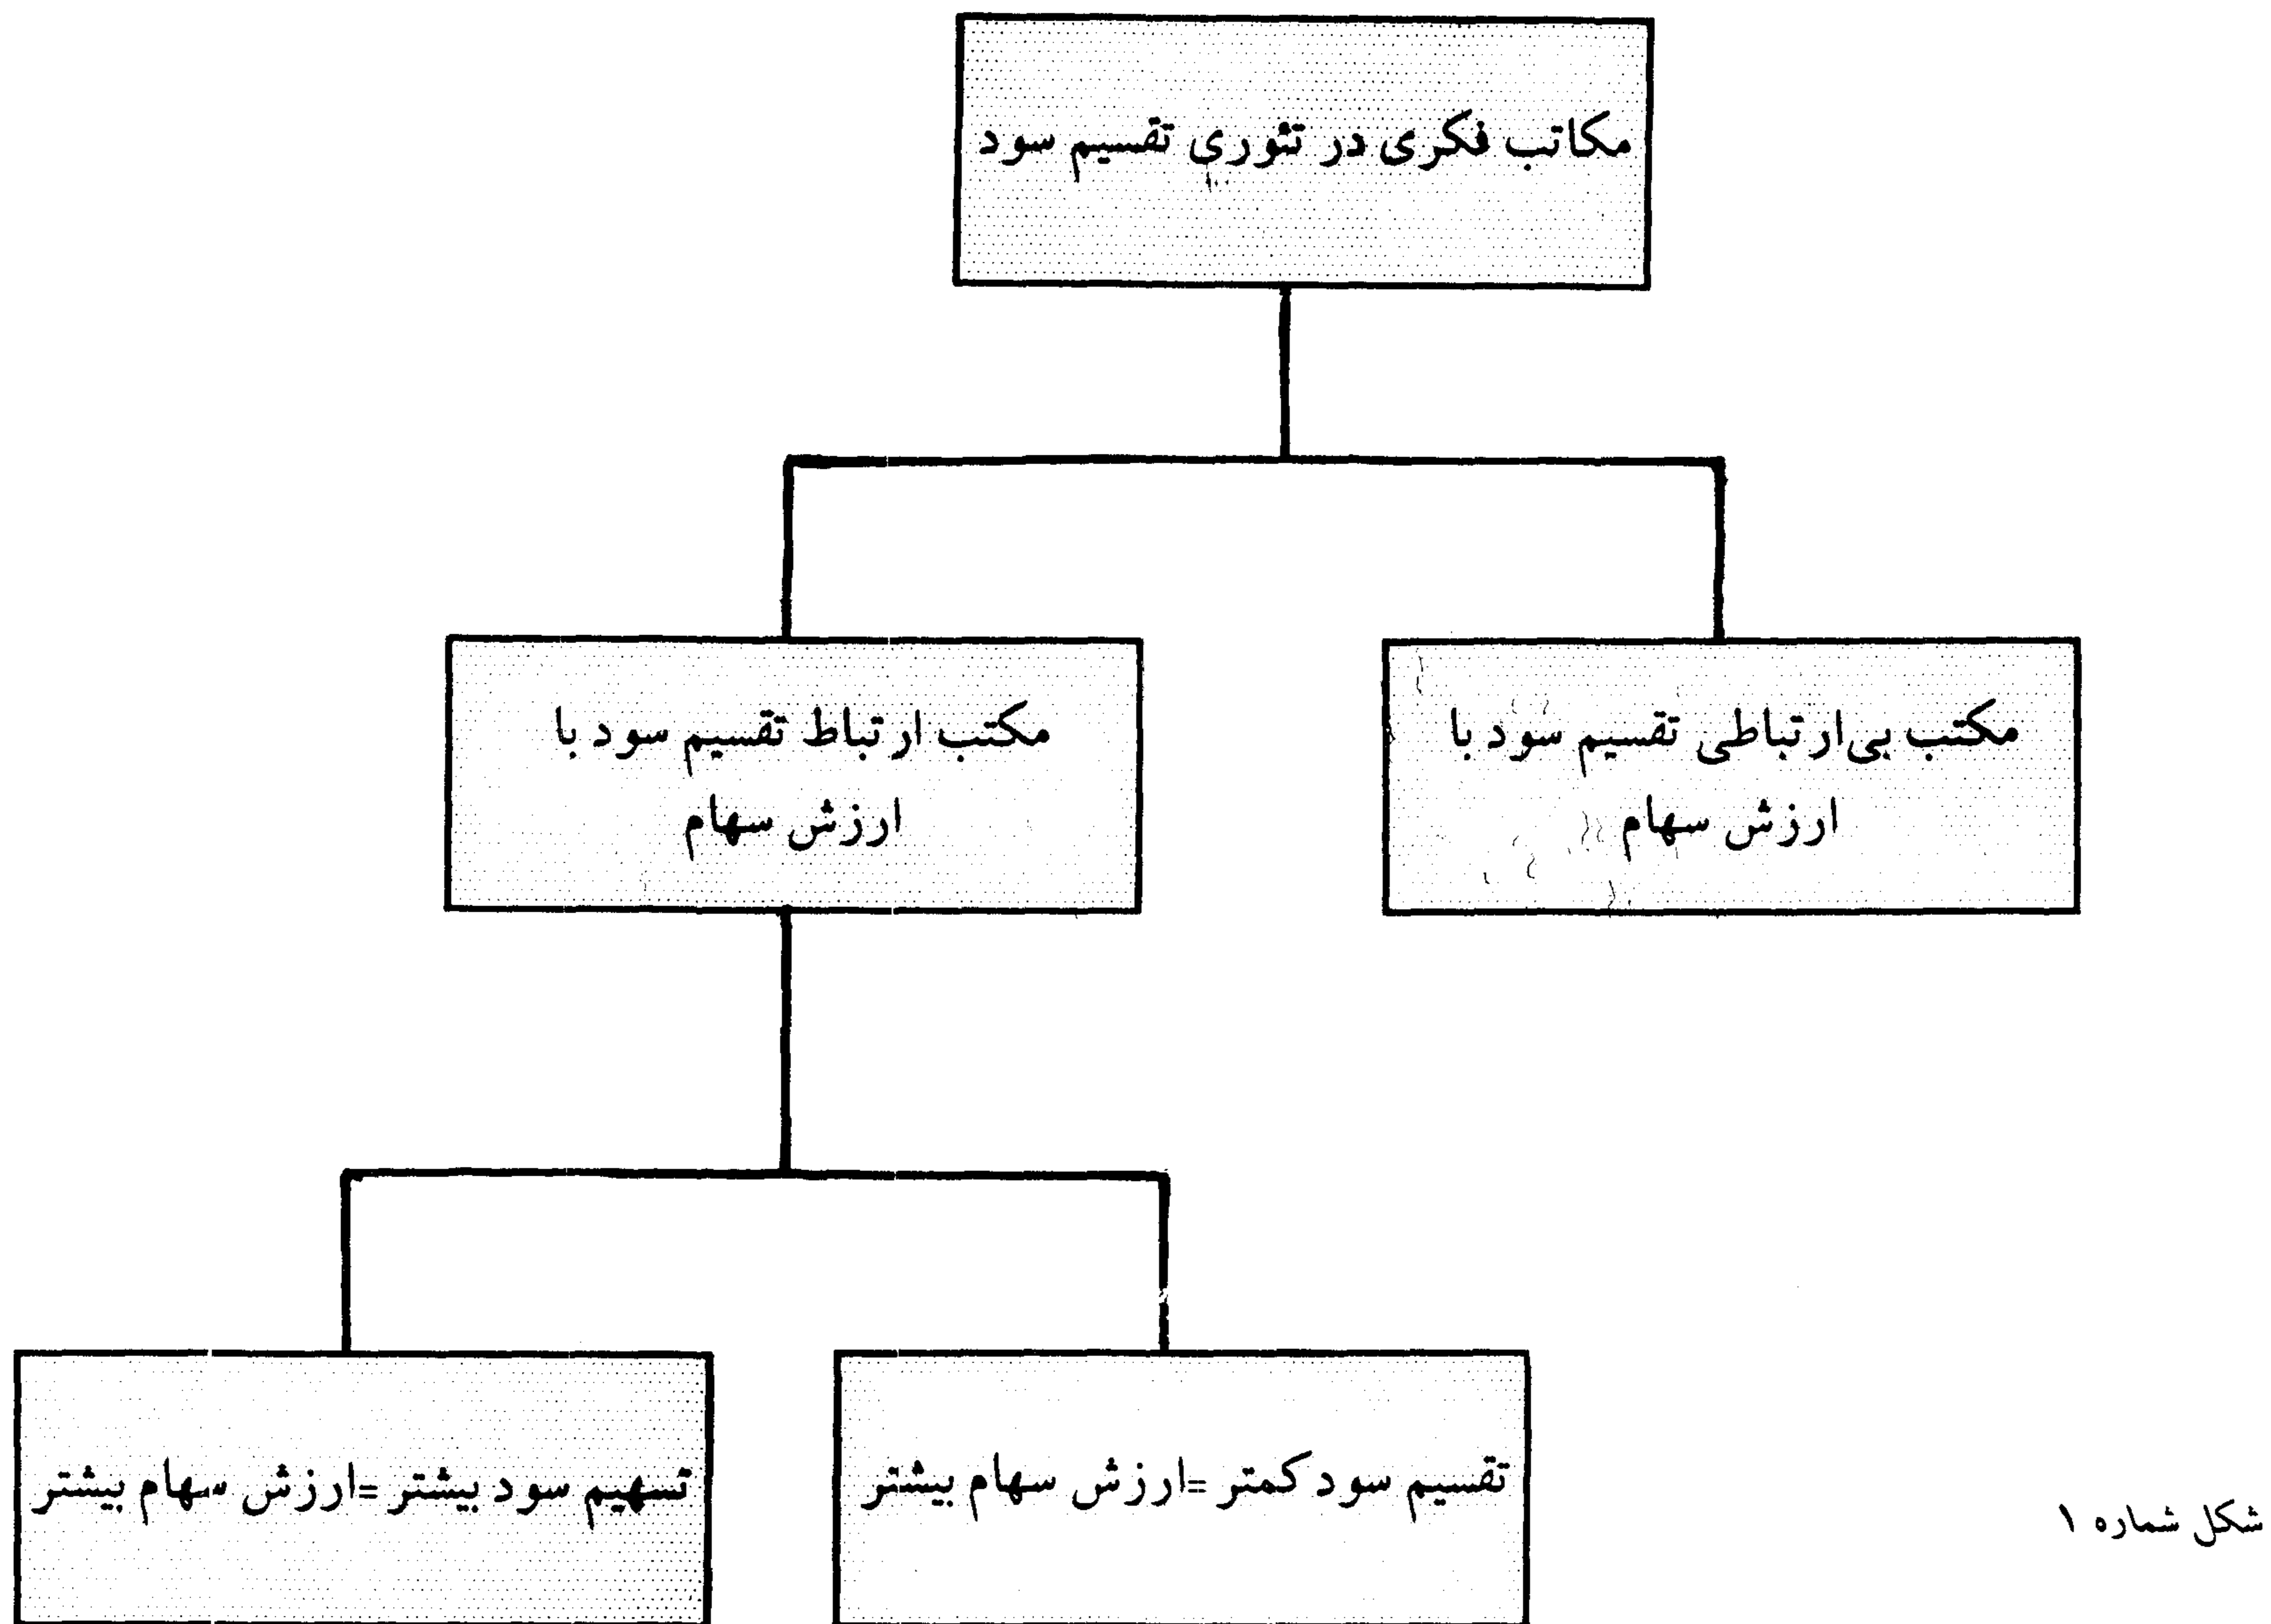 مکاتب فکری در تئوری تقسیم سود
مکتب بی‌ارتباطی تقسیم سود با
ارزش سهام
مکتب ارتباط تقسیم سود با
ارزش سهام
تقسیم سود کمتر =ارزش سهام بیشتر
تسهیم سود بیشتر =ارزش سهام بیشتر
شکل شماره ۱